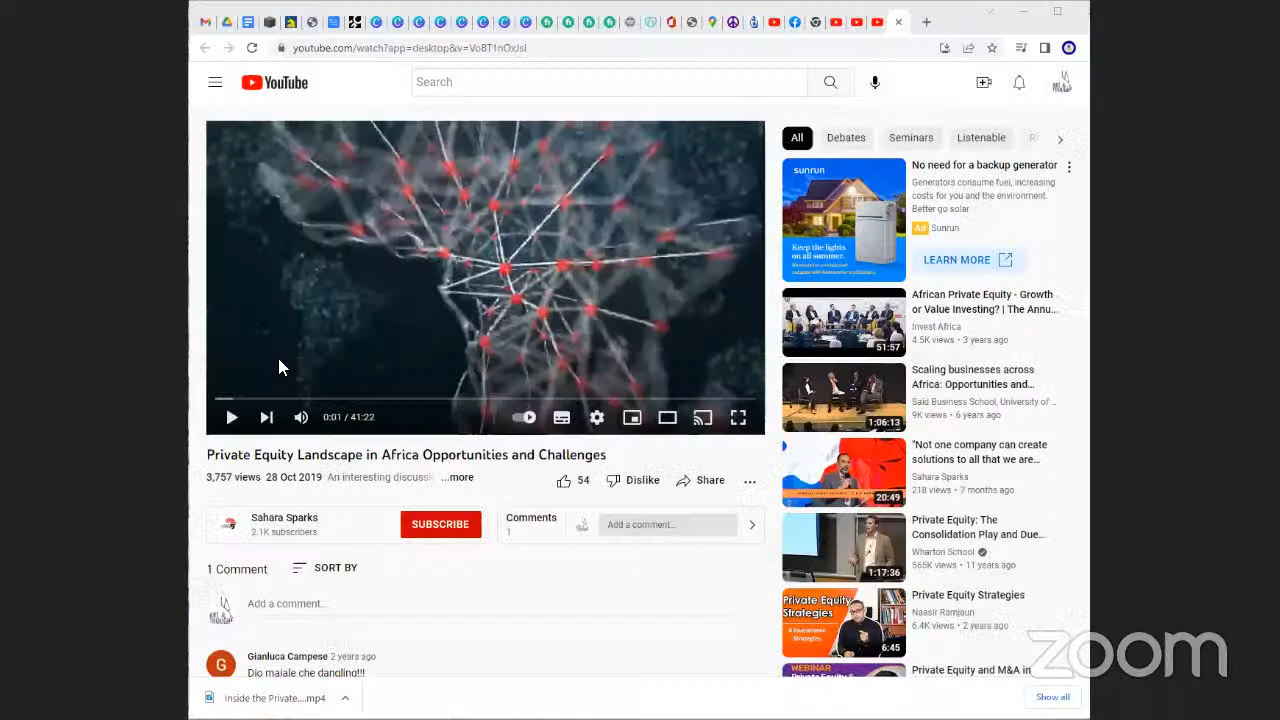 youtube.com/watch?app=desktop&v=VoBT1nOxJsI
YouTube
Search
0:01 / 41:22
Private Equity Landscape in Africa Opportunities and Challenges
3,757 views 28 Oct 2019 An interesting discussi ...more
54 Dislike Share
Sahara Sparks
2.1K subscribers
SUBSCRIBE
Comments
1
Add a comment...
1 Comment SORT BY
Add a comment...
G
Gianluca Campese 2 years ago
Dio maiale che dangling!!!
All Debates Seminars Listenable
sunrun
Keep the lights
on all summer.
No need for a backup generator
Generators consume fuel, increasing
costs for you and the environment.
Better go solar
Ad Sunrun
LEARN MORE
51:57
African Private Equity - Growth
or Value Investing? | The Annu...
Invest Africa
4.5K views • 3 years ago
1:06:13
Scaling businesses across
Africa: Opportunities and...
Saïd Business School, University of ...
9K views • 6 years ago
20:49
"Not one company can create
solutions to all that we are...
Sahara Sparks
218 views • 7 months ago
1:17:36
Private Equity: The
Consolidation Play and Due...
Wharton School
565K views • 11 years ago
Private Equity
Strategies
6:45
Private Equity Strategies
Naasir Ramjaun
6.4K views • 2 years ago
WEBINAR
Private Equity and M&A in
Inside the Private....mp4
Show all
zoom